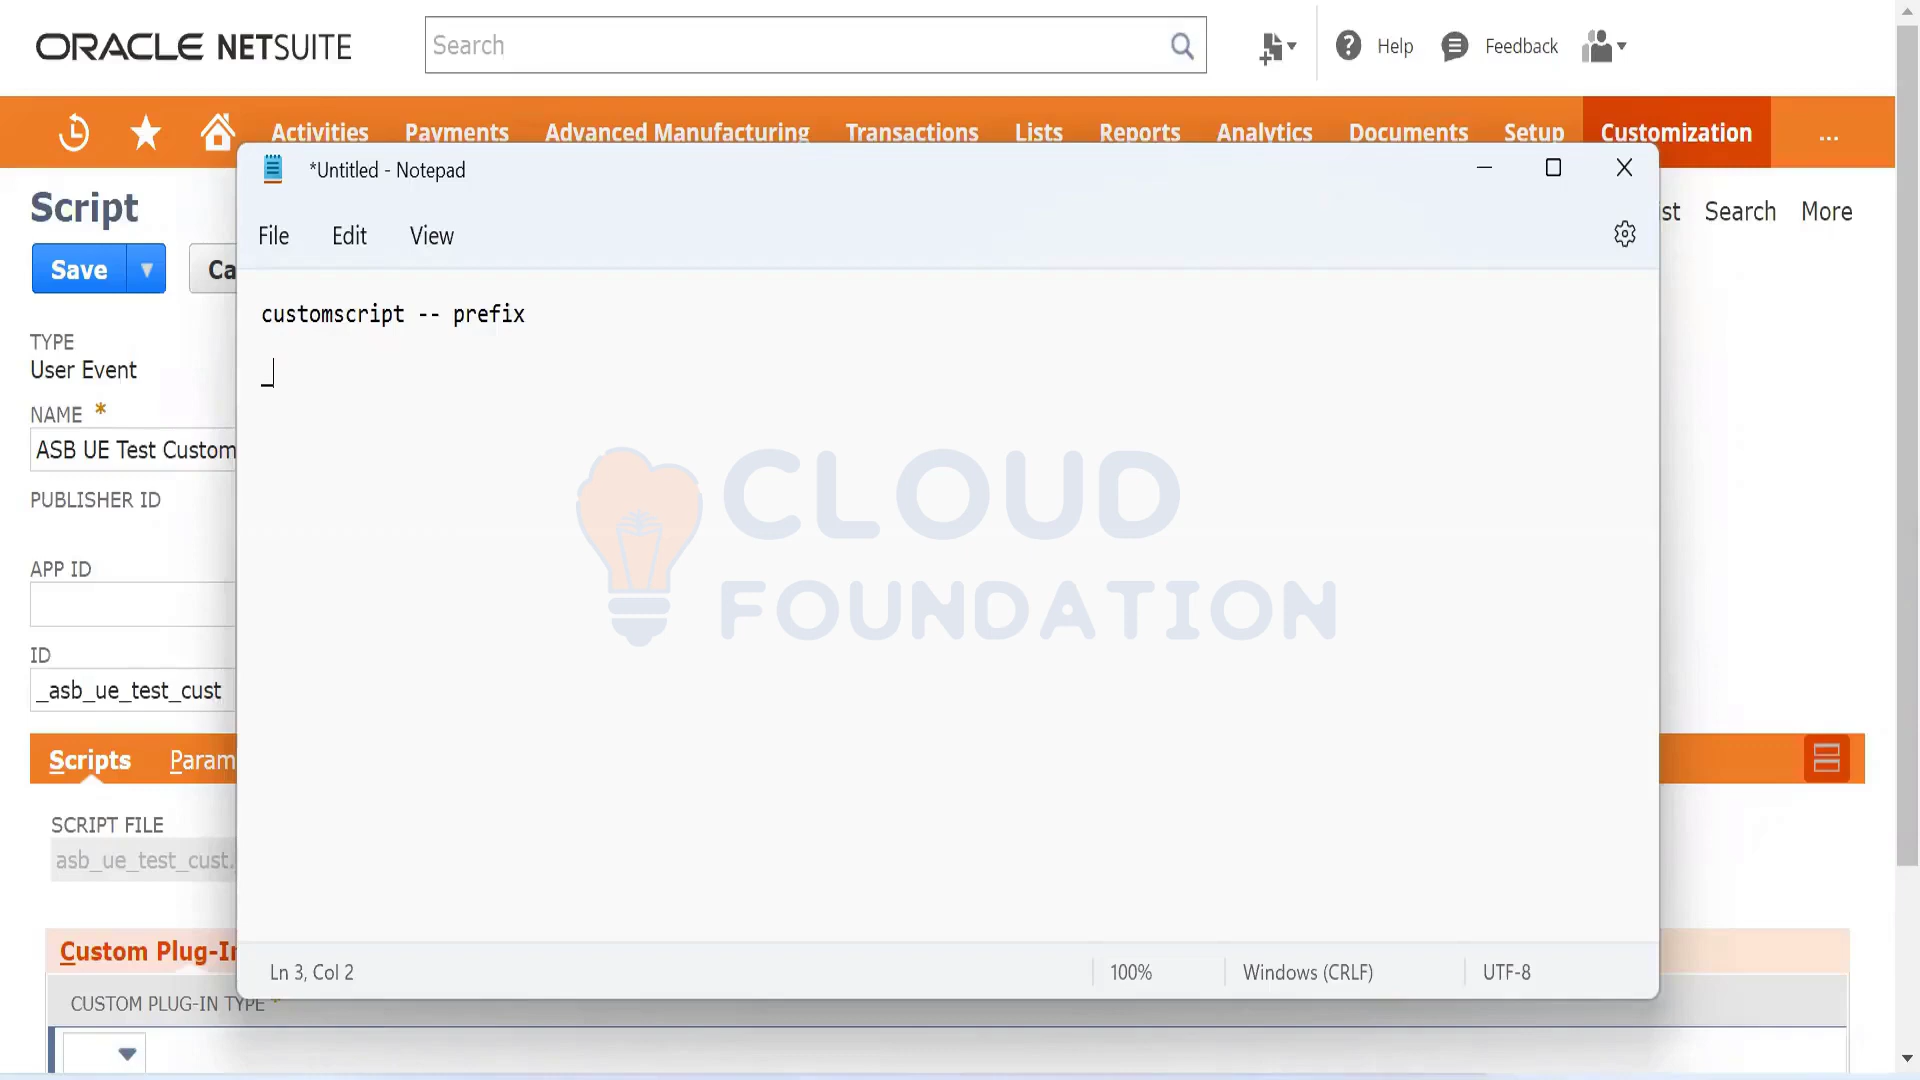 ORACLE NETSUITE
Search
Help
Feedback
Activities Payments Advanced Manufacturing Transactions Lists Reports Analytics Documents Setup Customization ...
*Untitled - Notepad
Script
st Search More
File Edit View
Save Ca
customscript -- prefix
TYPE
User Event
_
NAME *
ASB UE Test Custom
PUBLISHER ID
CLOUD
FOUNDATION
APP ID
ID
_asb_ue_test_cust
Scripts Param
SCRIPT FILE
asb_ue_test_cust.
Custom Plug-In
Ln 3, Col 2 100% Windows (CRLF) UTF-8
CUSTOM PLUG-IN TYPE *